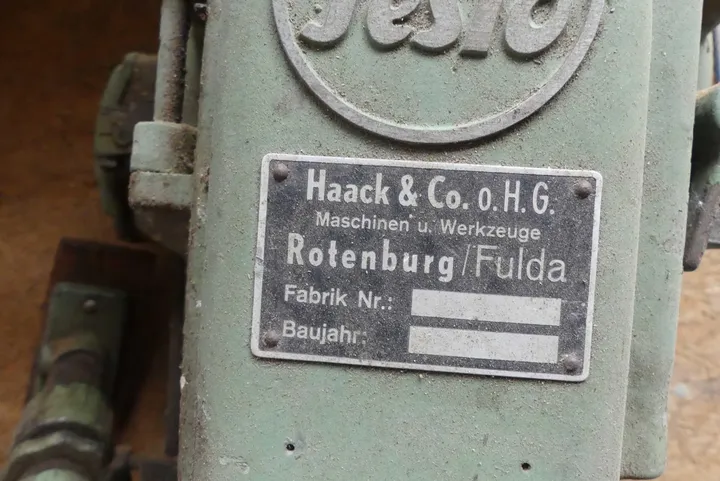 Haack & Co. o.H.G.
Maschinen u. Werkzeuge
Rotenburg/Fulda
Fabrik Nr.:
Baujahr: